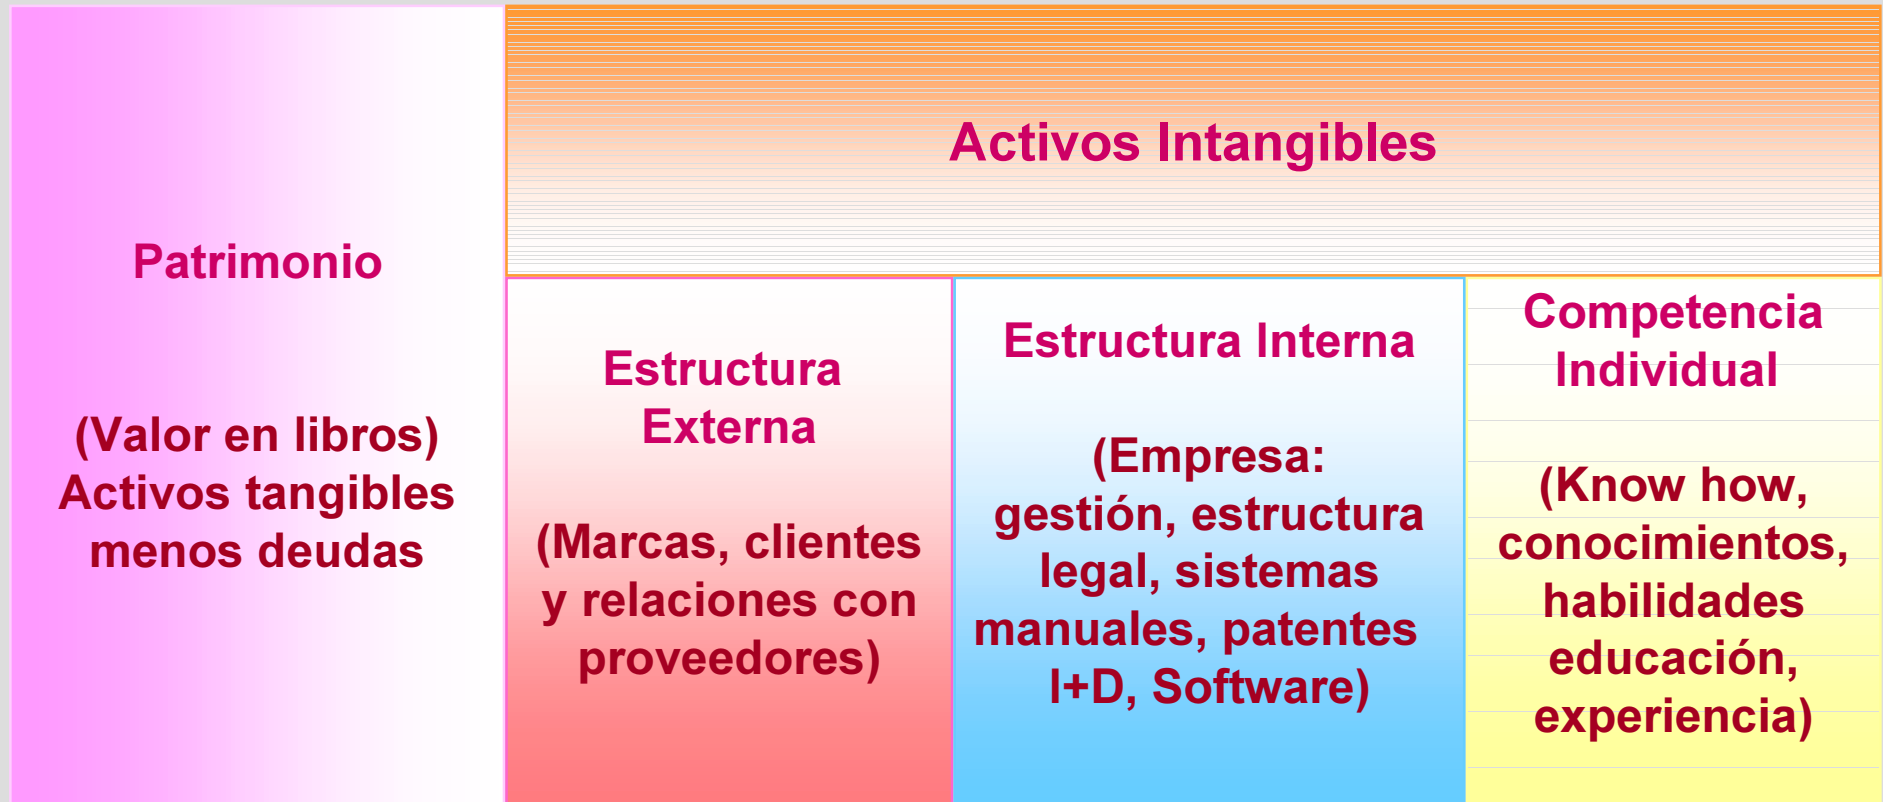 Patrimonio
(Valor en libros)
Activos tangibles
menos deudas
Activos Intangibles
Estructura
Externa
(Marcas, clientes
y relaciones con
proveedores)
Estructura Interna
(Empresa:
gestión, estructura
legal, sistemas
manuales, patentes
I+D, Software)
Competencia
Individual
(Know how,
conocimientos,
habilidades
educación,
experiencia)